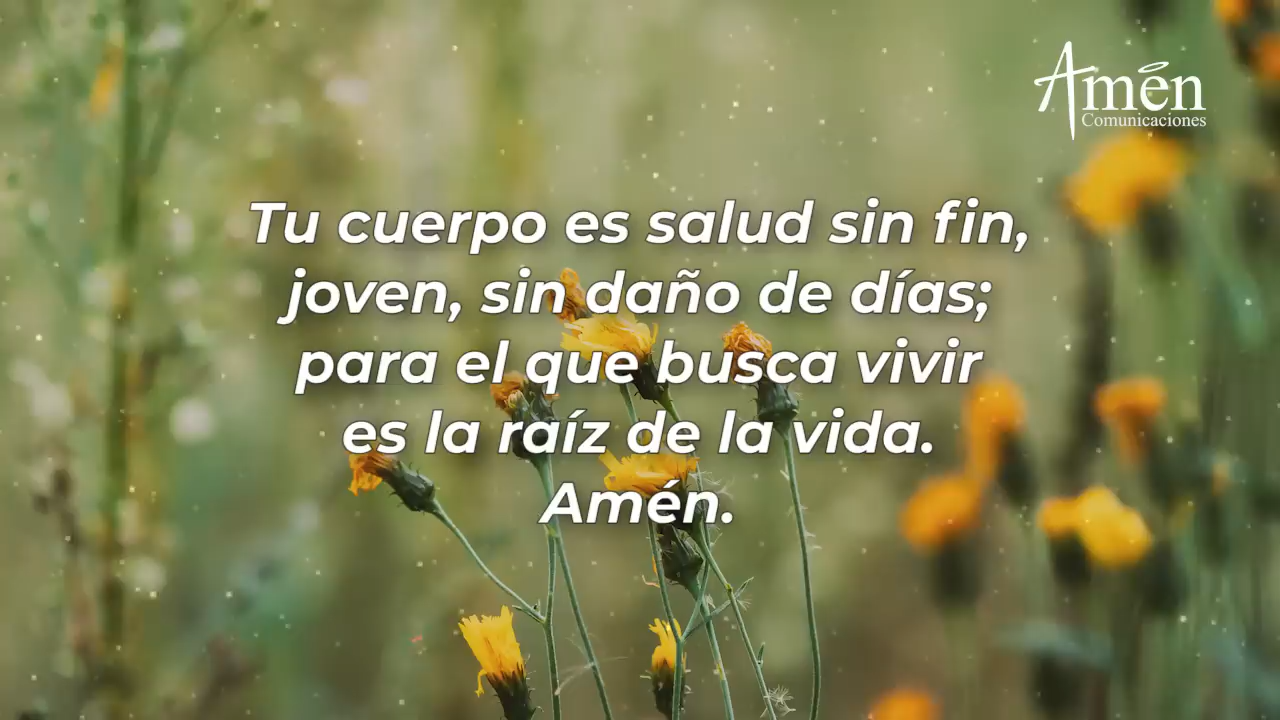 Amén
Comunicaciones
Tu cuerpo es salud sin fin,
joven, sin daño de días;
para el que busca vivir
es la raíz de la vida.
Amén.